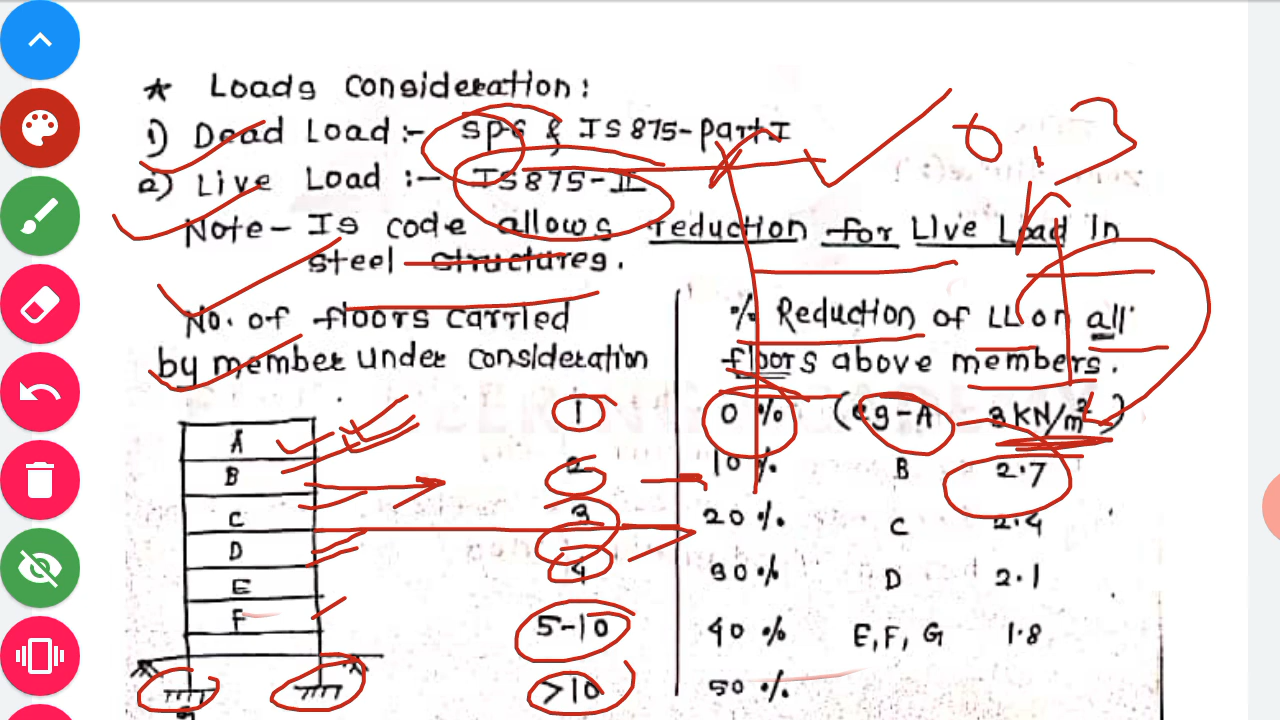 * Loads consideration:
1) Dead Load :- SP6 & IS 875-Part I
2) Live Load :- IS 875-II
Note - Is code allows reduction for Live Load in
steel structures.
No. of floors carried
by member under consideration
% Reduction of LL on all
floors above members.
1 0 % (eg-A 3 KN/m²)
2 10 % B 2.7
3 20 % C 2.4
4 30 % D 2.1
5-10 40 % E, F, G 1.8
>10 50 %
A
B
C
D
E
F
0.3